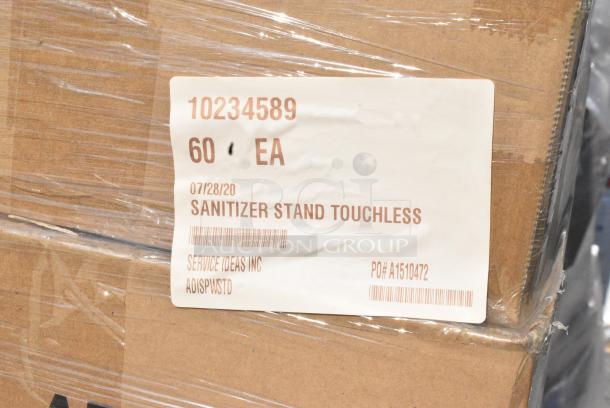 10234589
60 EA
07/28/20
SANITIZER STAND TOUCHLESS
PCI
AUCTION GROUP
SERVICE IDEAS INC
PO# A1510472
ADISPWSTD